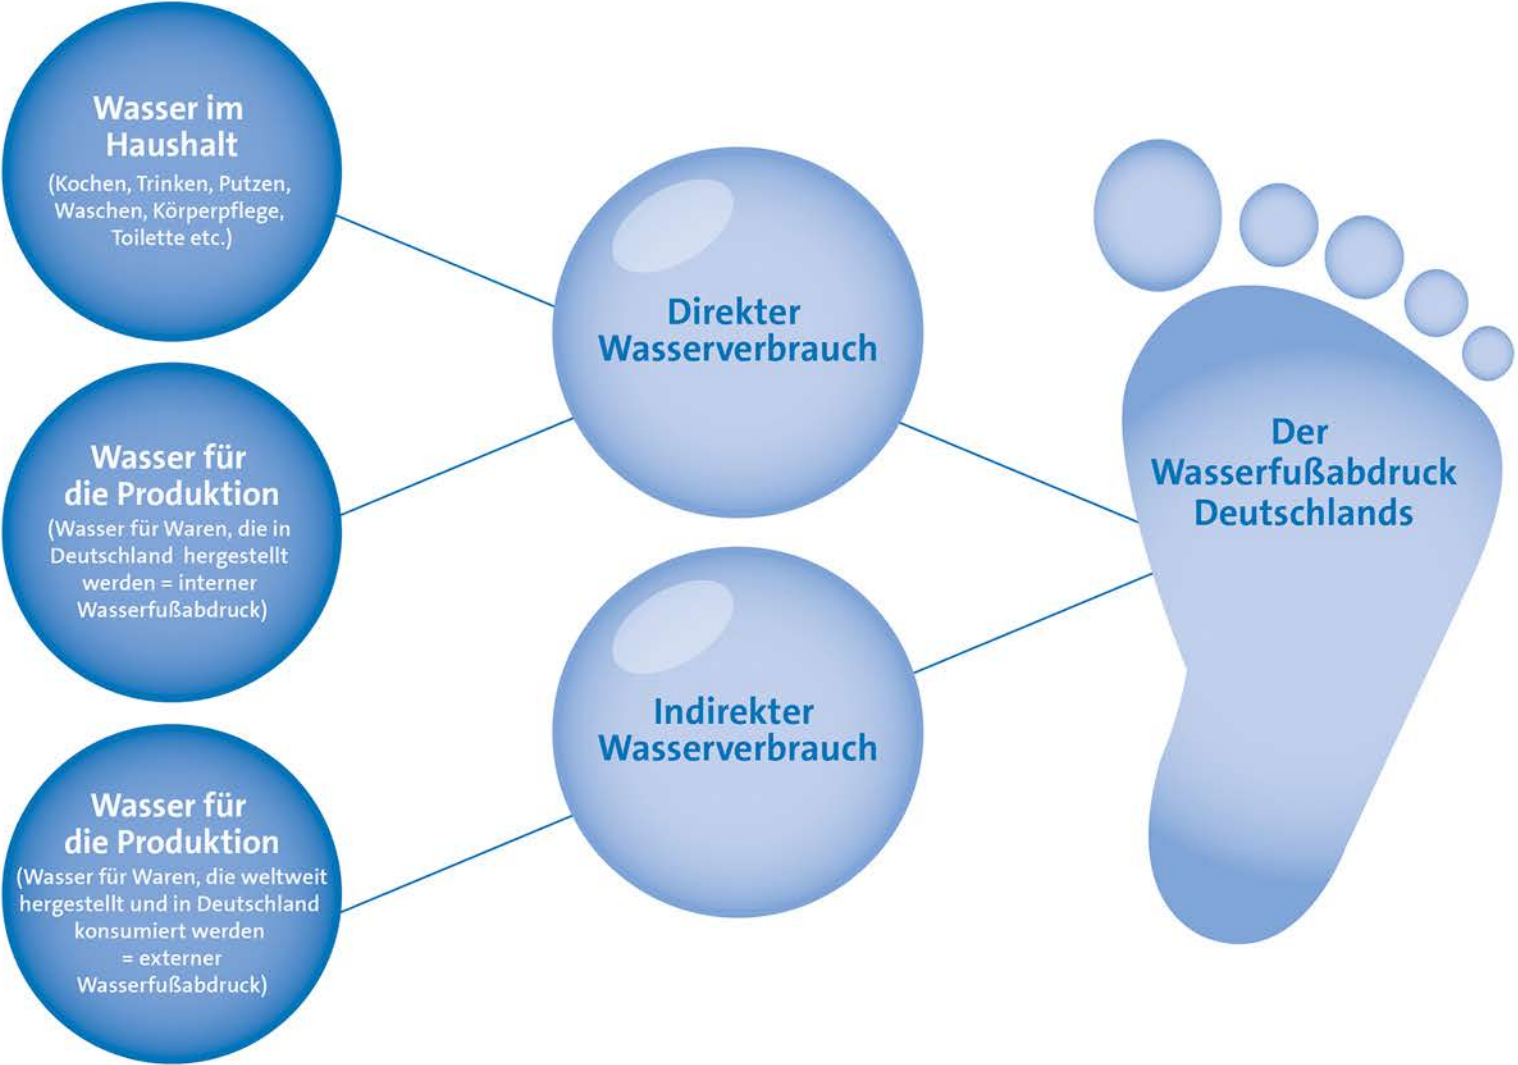 Wasser im
Haushalt
(Kochen, Trinken, Putzen,
Waschen, Körperpflege,
Toilette etc.)
Wasser für
die Produktion
(Wasser für Waren, die in
Deutschland hergestellt
werden = interner
Wasserfußabdruck)
Wasser für
die Produktion
(Wasser für Waren, die weltweit
hergestellt und in Deutschland
konsumiert werden
= externer
Wasserfußabdruck)
Direkter
Wasserverbrauch
Indirekter
Wasserverbrauch
Der
Wasserfußabdruck
Deutschlands